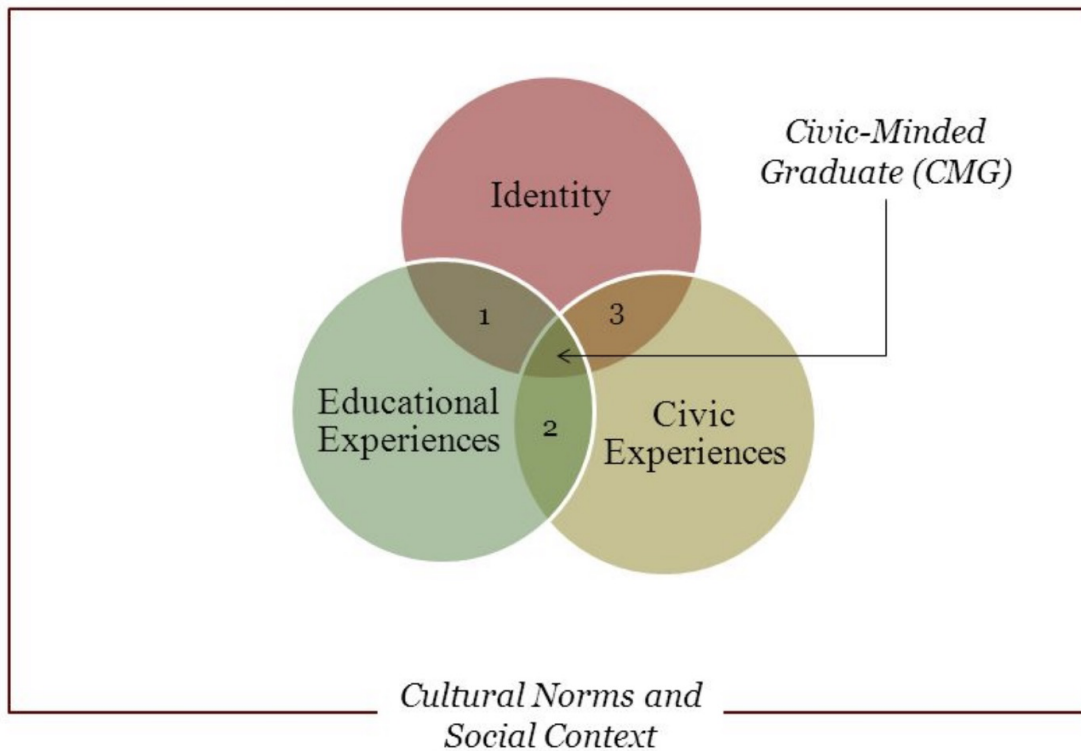 Civic-Minded
Graduate (CMG)
Identity
1
3
Educational
Experiences
2
Civic
Experiences
Cultural Norms and
Social Context